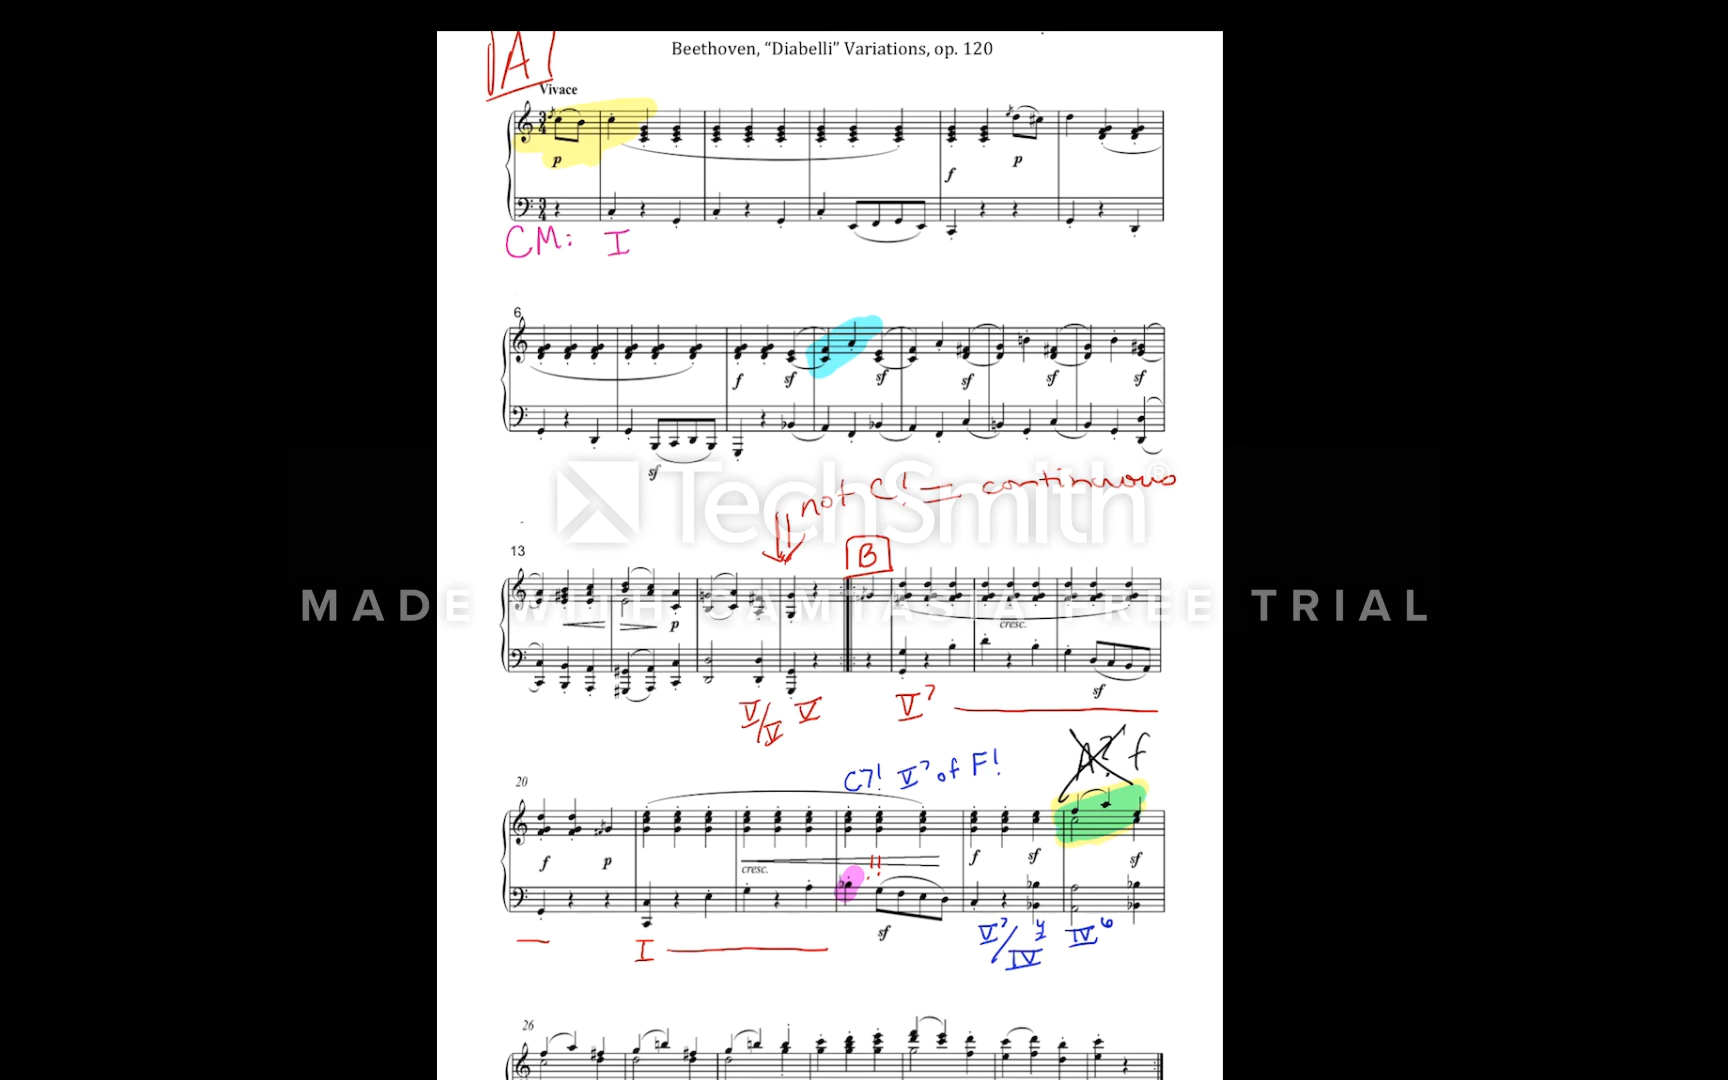 A
Beethoven, “Diabelli” Variations, op. 120
Vivace
p
f
p
CM: I
6
f sf sf sf sf sf
sf
TechSmith®
not C! = continuous
13
B
MADE WITH CAMTASIA FREE TRIAL
p
cresc.
sf
V/V V V7
A? f
C7! V7 of F!
20
f p f sf sf
cresc. !!
sf
I V7/IV 4/2 IV6
26